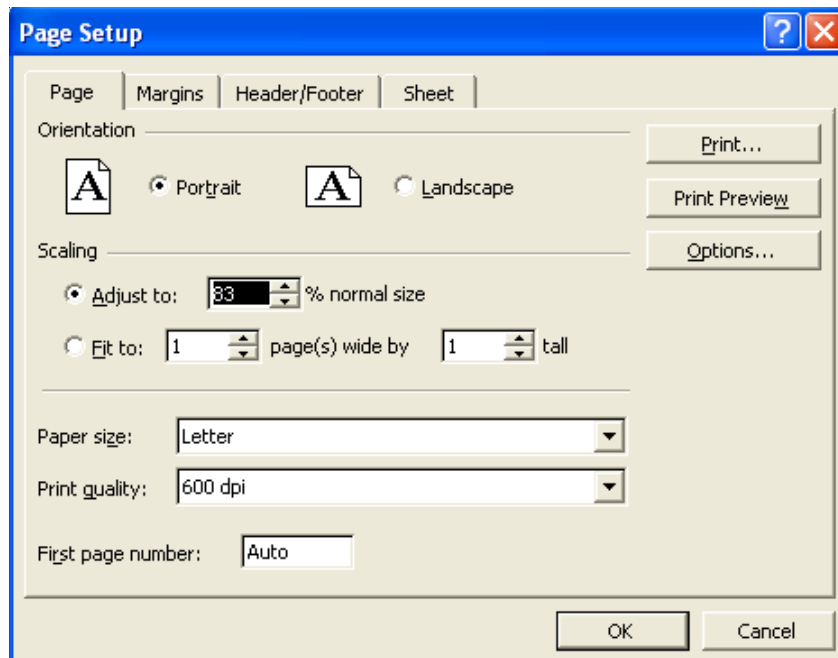 Page Setup
Page Margins Header/Footer Sheet
Orientation
A Portrait A Landscape
Print...
Print Preview
Options...
Scaling
Adjust to: 83 % normal size
Fit to: 1 page(s) wide by 1 tall
Paper size: Letter
Print quality: 600 dpi
First page number: Auto
OK Cancel